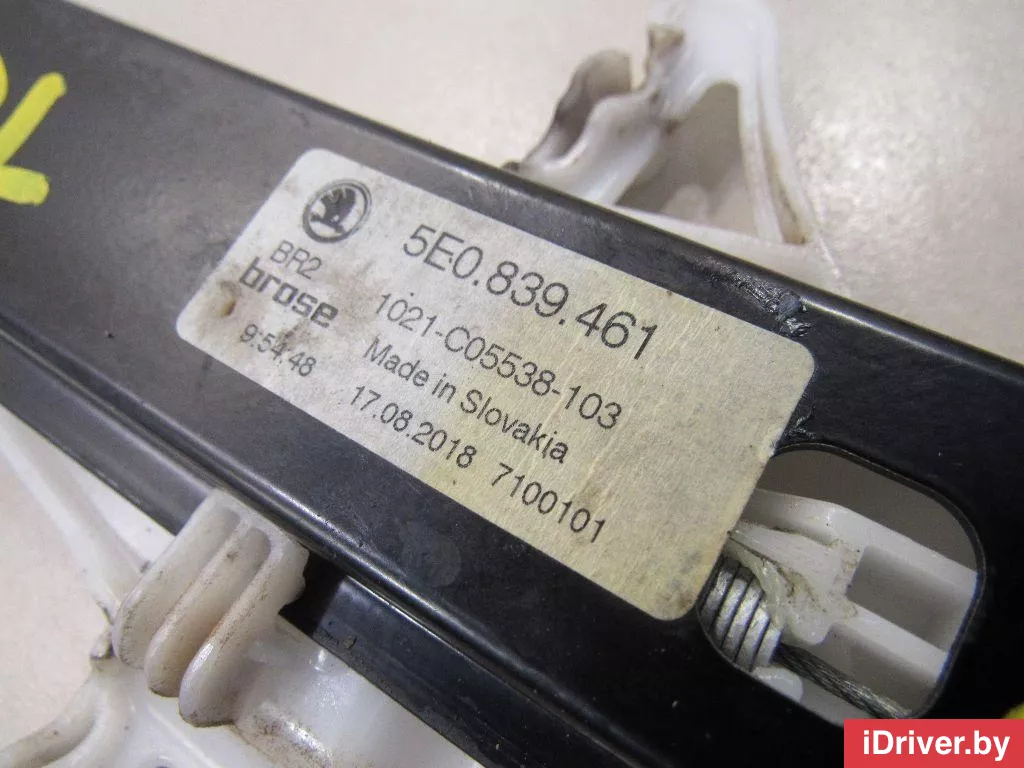 5E0.839.461
BR2
brose
1021-C05538-103
Made in Slovakia
9:54:48 17.08.2018 7100101
iDriver.by